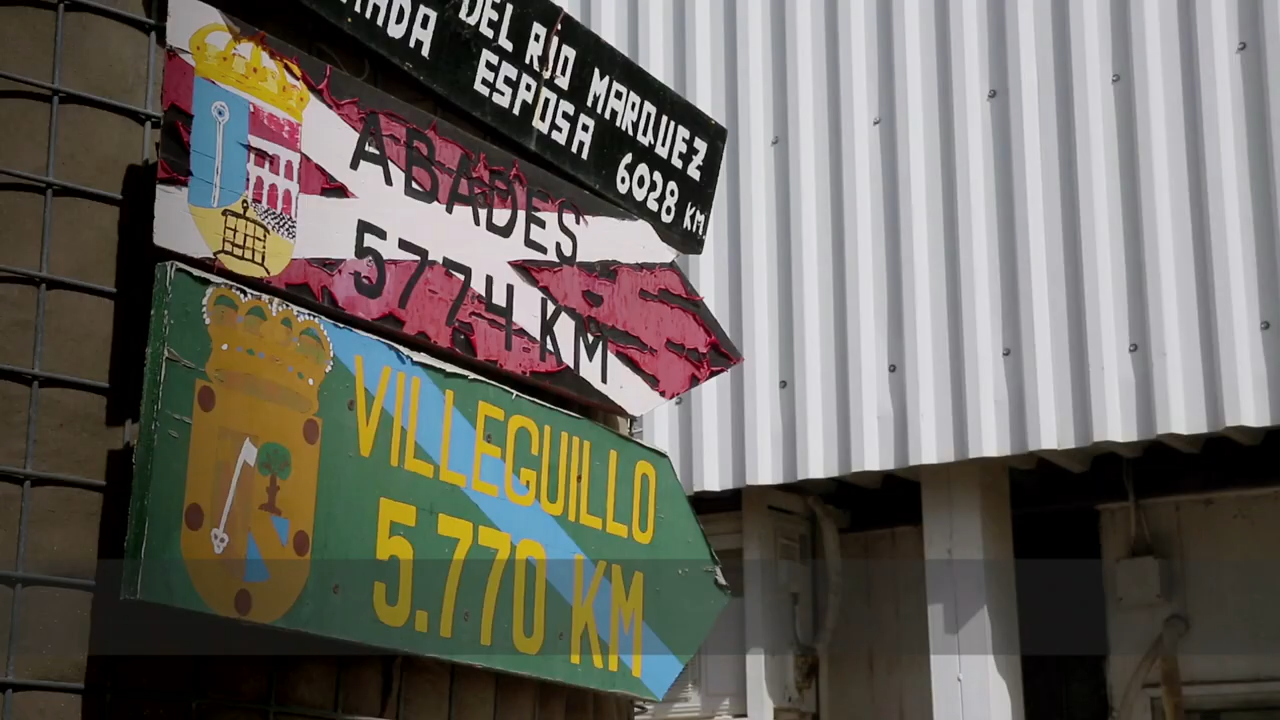 DEL RIO MARQUEZ
ESPOSA 6028 KM
ABADES
5774 KM
VILLEGUILLO
5.770 KM